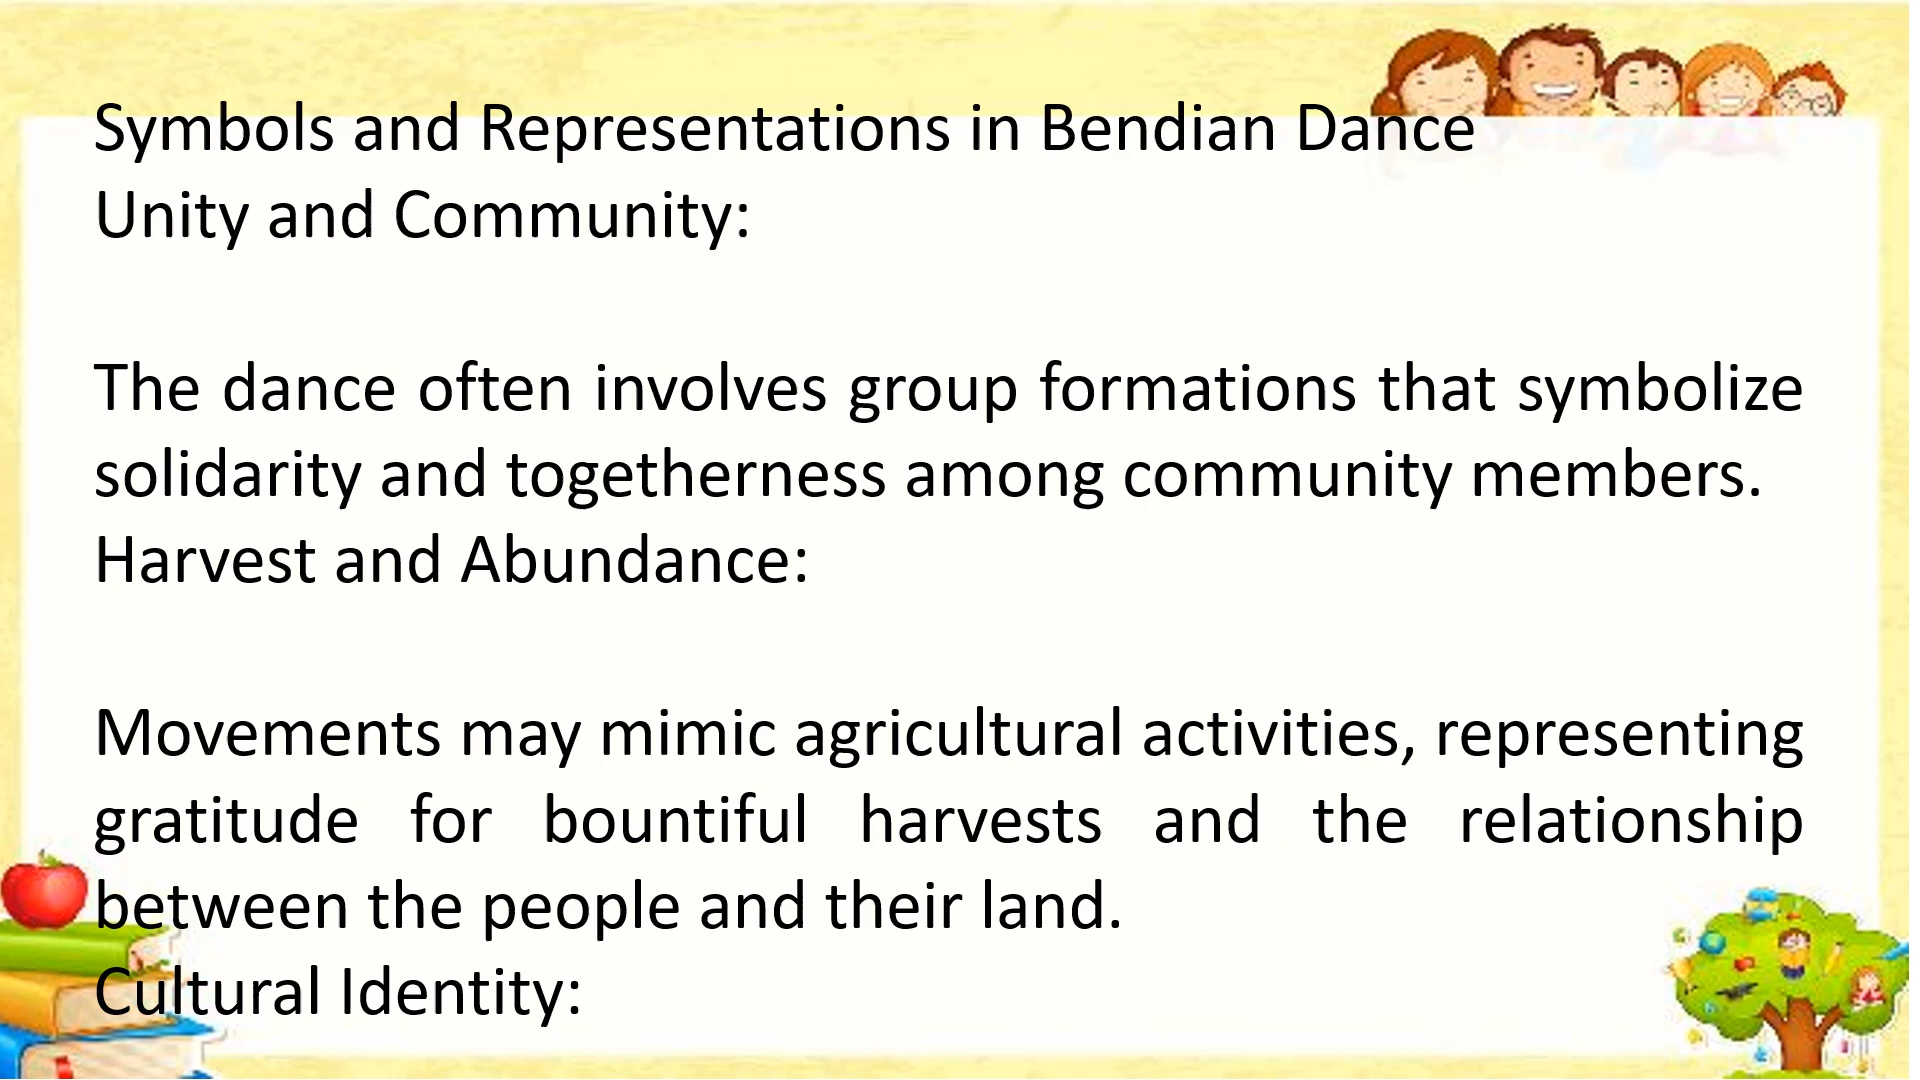 Symbols and Representations in Bendian Dance
Unity and Community:
The dance often involves group formations that symbolize
solidarity and togetherness among community members.
Harvest and Abundance:
Movements may mimic agricultural activities, representing
gratitude for bountiful harvests and the relationship
between the people and their land.
Cultural Identity: